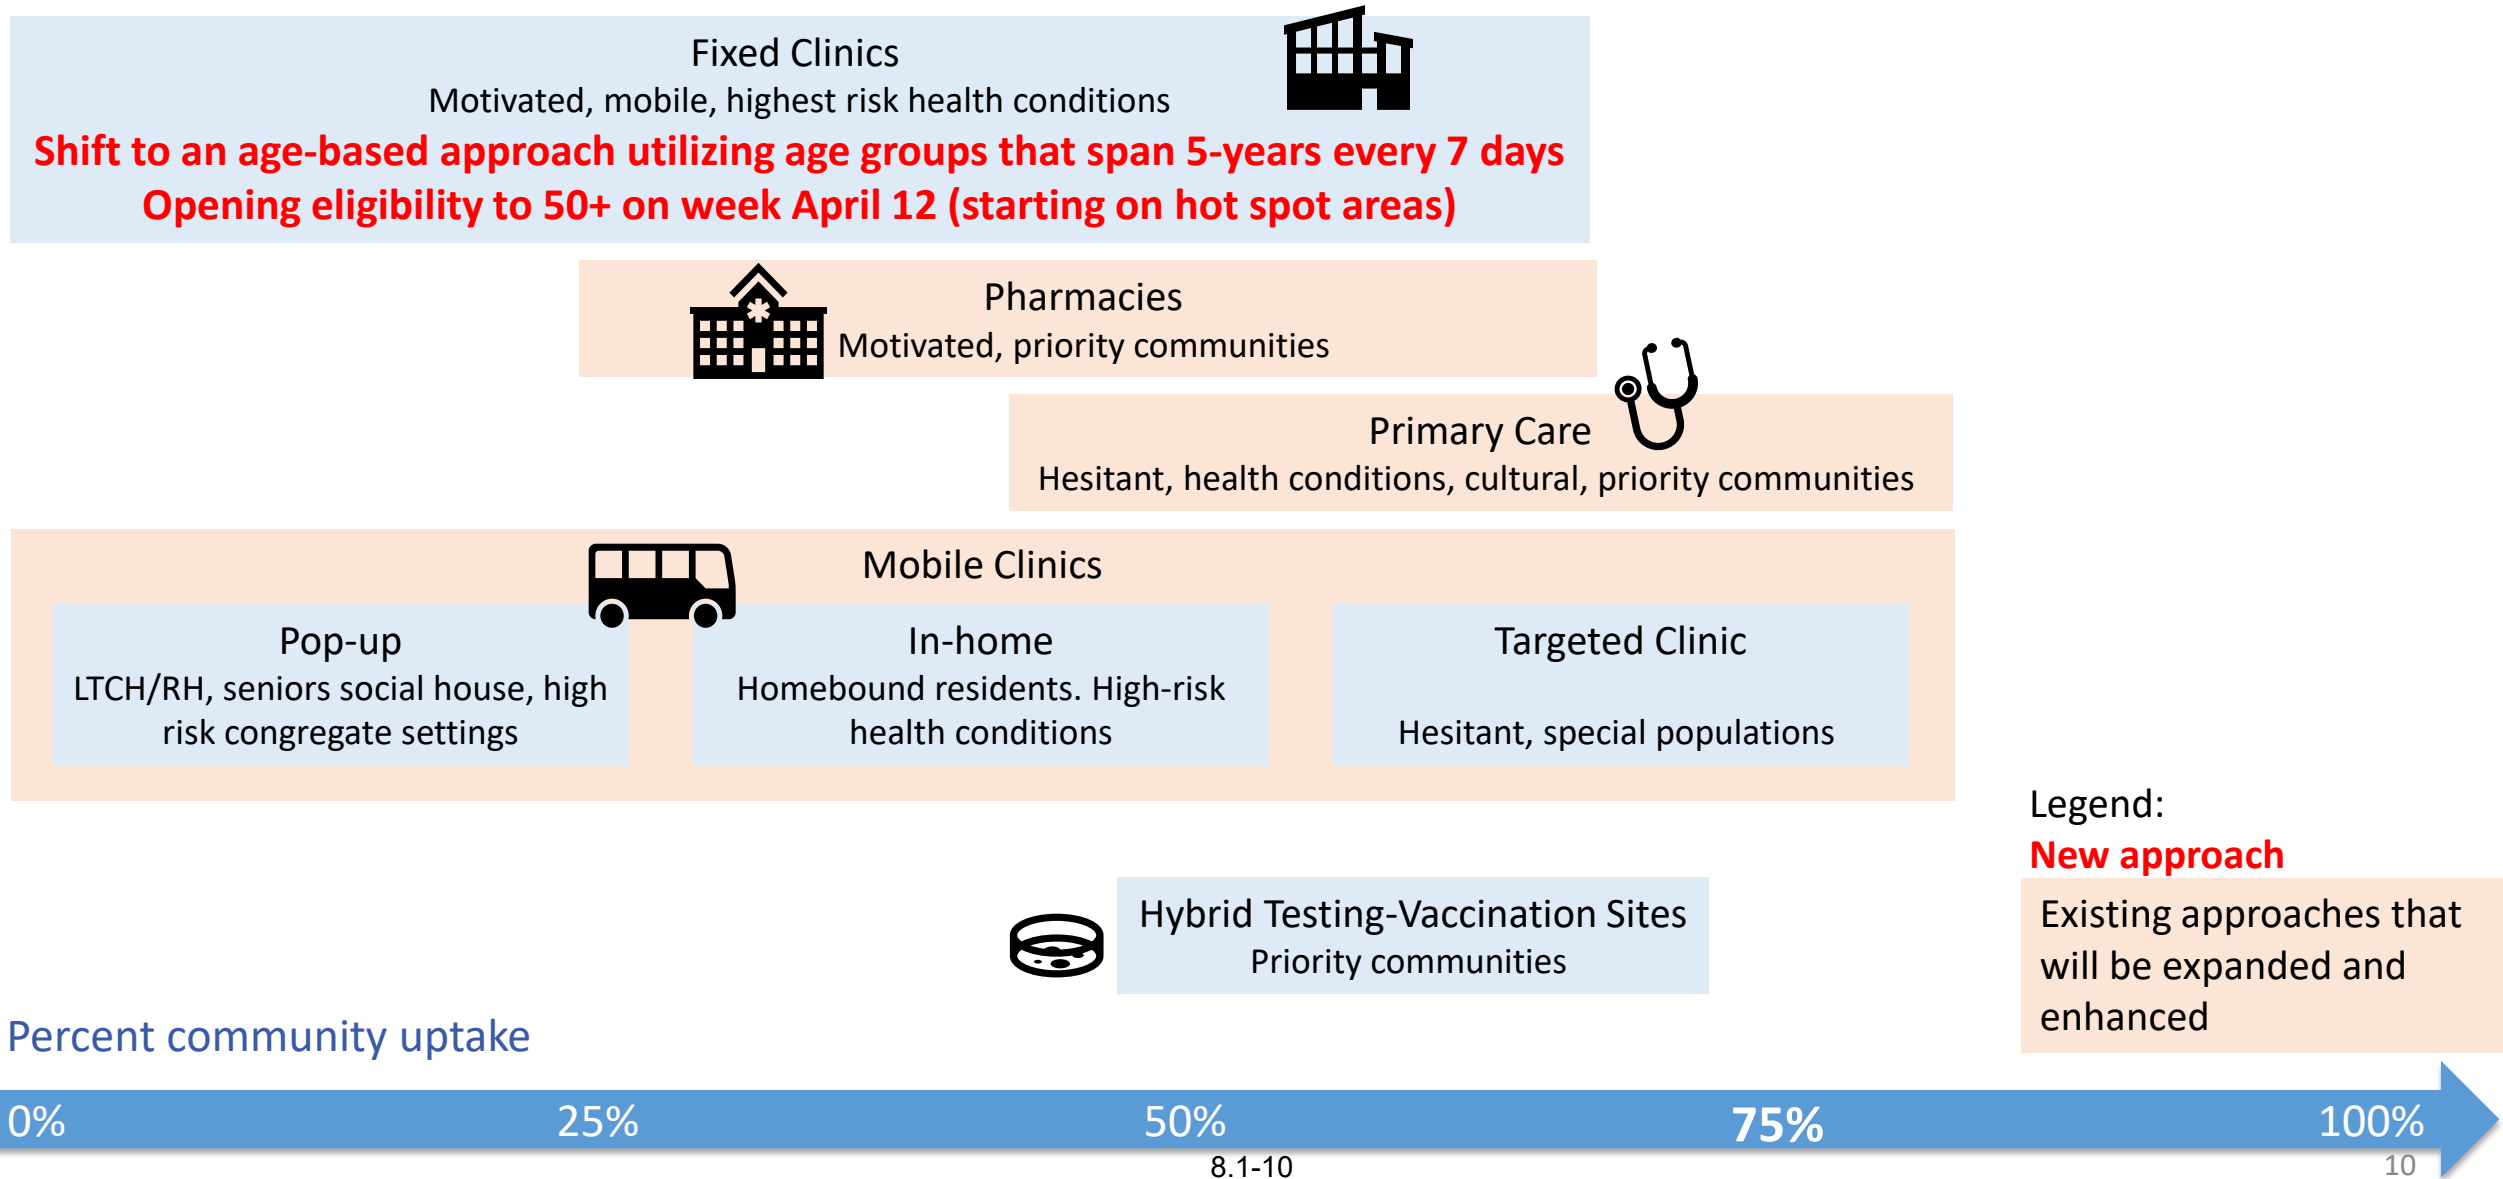 Fixed Clinics
Motivated, mobile, highest risk health conditions
Shift to an age-based approach utilizing age groups that span 5-years every 7 days
Opening eligibility to 50+ on week April 12 (starting on hot spot areas)
Pharmacies
Motivated, priority communities
Primary Care
Hesitant, health conditions, cultural, priority communities
Mobile Clinics
Pop-up
LTCH/RH, seniors social house, high
risk congregate settings
In-home
Homebound residents. High-risk
health conditions
Targeted Clinic
Hesitant, special populations
Hybrid Testing-Vaccination Sites
Priority communities
Legend:
New approach
Existing approaches that
will be expanded and
enhanced
Percent community uptake
0% 25% 50% 75% 100%
8.1-10
10